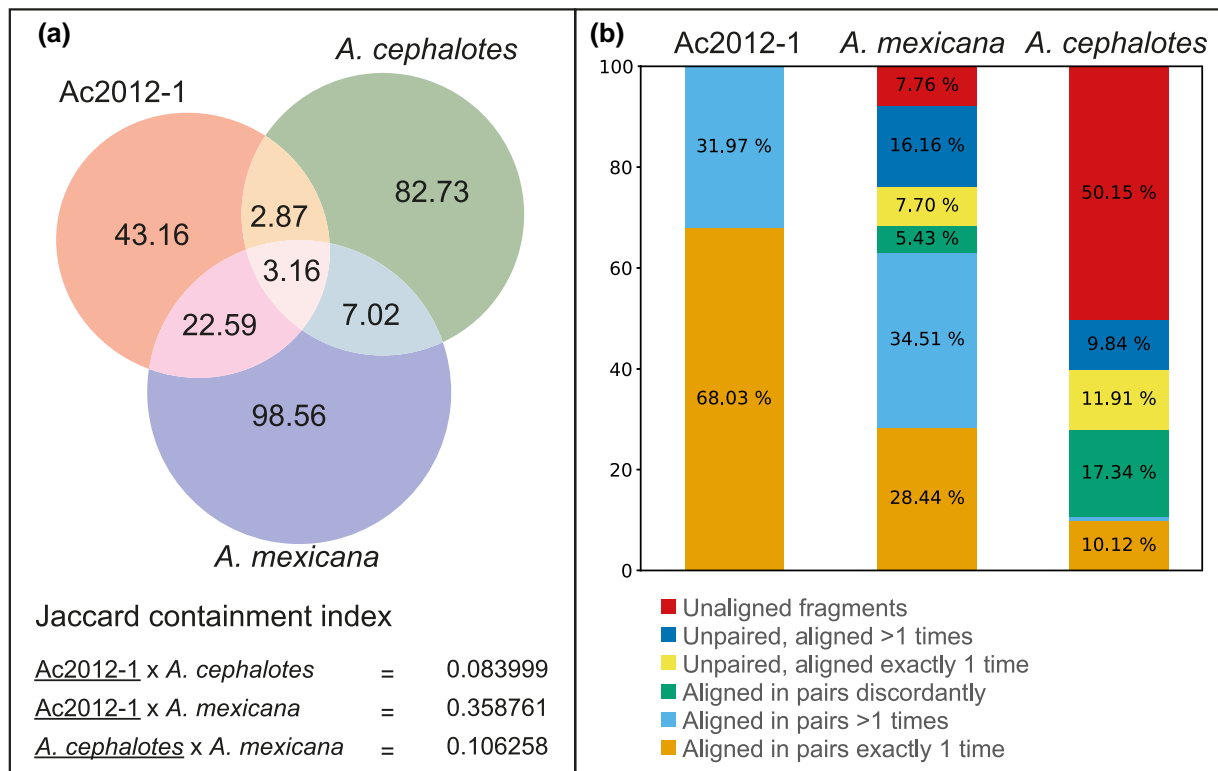 (a)
A. cephalotes
Ac2012-1
82.73
2.87
43.16
3.16
7.02
22.59
98.56
A. mexicana
Jaccard containment index
Ac2012-1 x A. cephalotes = 0.083999
Ac2012-1 x A. mexicana = 0.358761
A. cephalotes x A. mexicana = 0.106258
(b)
Ac2012-1 A. mexicana A. cephalotes
100
80
60
40
20
0
31.97 %
68.03 %
7.76 %
16.16 %
7.70 %
5.43 %
34.51 %
28.44 %
50.15 %
9.84 %
11.91 %
17.34 %
10.12 %
Unaligned fragments
Unpaired, aligned >1 times
Unpaired, aligned exactly 1 time
Aligned in pairs discordantly
Aligned in pairs >1 times
Aligned in pairs exactly 1 time